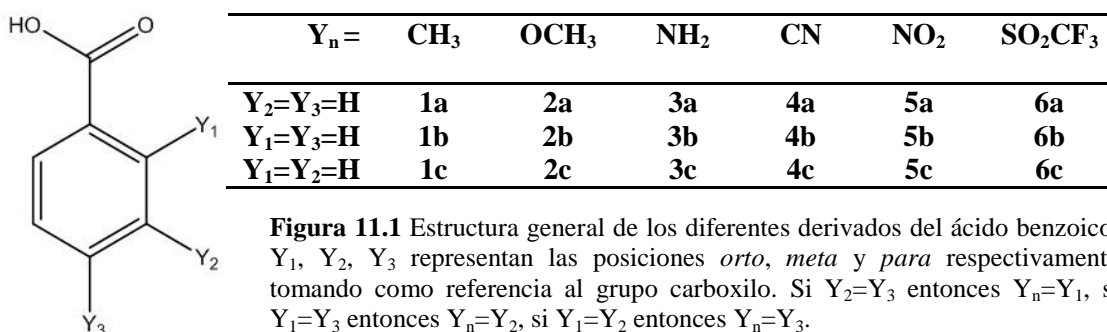 HO
O
Y₁
Y₂
Y₃
Yₙ= CH₃ OCH₃ NH₂ CN NO₂ SO₂CF₃
Y₂=Y₃=H 1a 2a 3a 4a 5a 6a
Y₁=Y₃=H 1b 2b 3b 4b 5b 6b
Y₁=Y₂=H 1c 2c 3c 4c 5c 6c
Figura 11.1 Estructura general de los diferentes derivados del ácido benzoico
Y₁, Y₂, Y₃ representan las posiciones orto, meta y para respectivament
tomando como referencia al grupo carboxilo. Si Y₂=Y₃ entonces Yₙ=Y₁, s
Y₁=Y₃ entonces Yₙ=Y₂, si Y₁=Y₂ entonces Yₙ=Y₃.